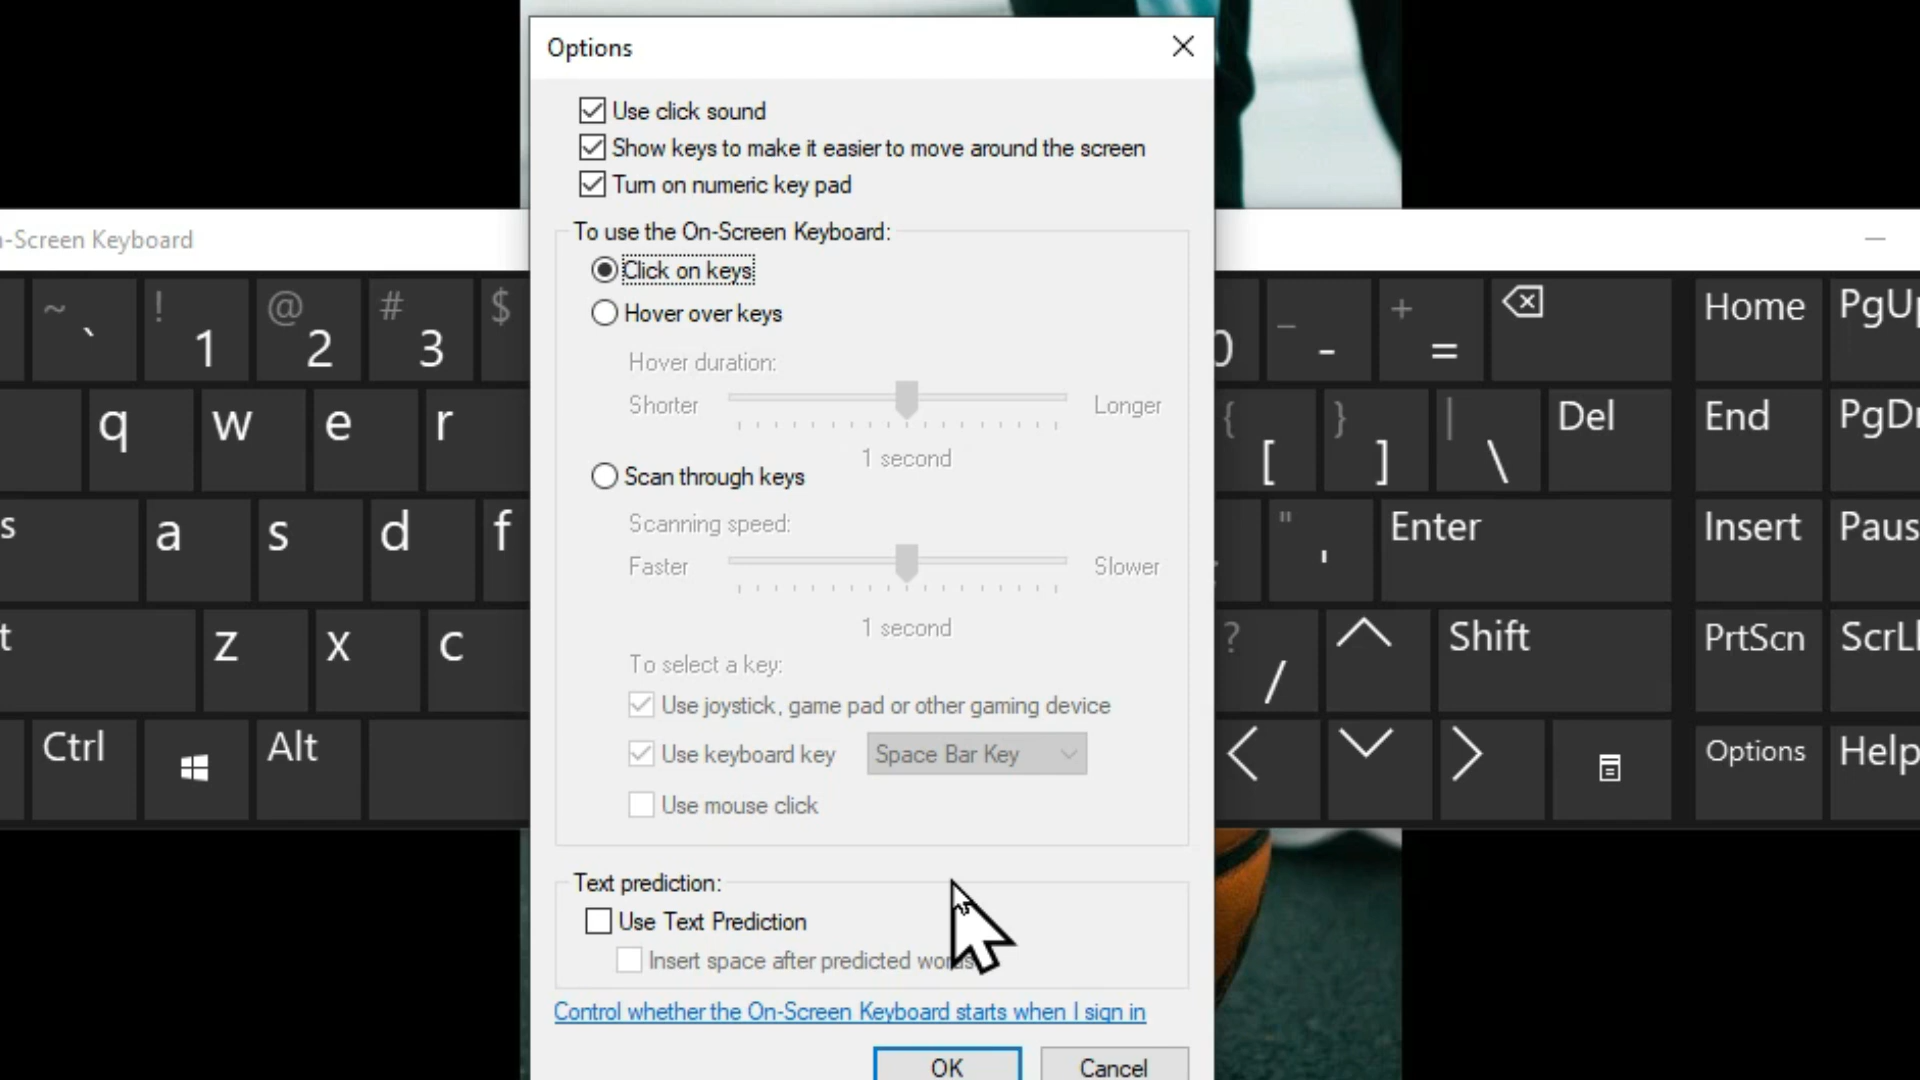 Options
Use click sound
Show keys to make it easier to move around the screen
Turn on numeric key pad
To use the On-Screen Keyboard:
Click on keys
Hover over keys
Hover duration:
Shorter Longer
1 second
Scan through keys
Scanning speed:
Faster Slower
1 second
To select a key:
Use joystick, game pad or other gaming device
Use keyboard key Space Bar Key
Use mouse click
Text prediction:
Use Text Prediction
Insert space after predicted words
Control whether the On-Screen Keyboard starts when I sign in
OK Cancel
-Screen Keyboard
~ ` ! 1 @ 2 # 3 $
q w e r
s a s d f
t z x c
Ctrl Alt
0 _ - + = Home PgUp
{ [ } ] | \ Del End PgDn
" ' Enter Insert Paus
? / Shift PrtScn ScrL
Options Help